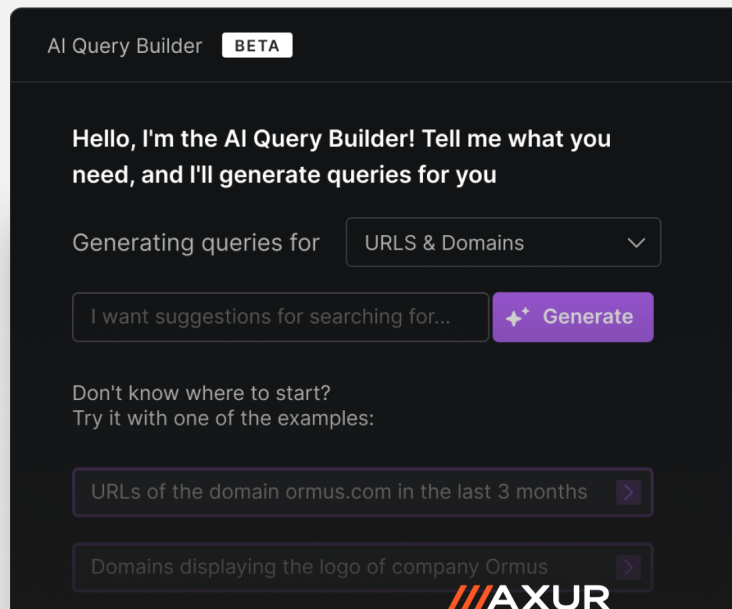 AI Query Builder BETA
Hello, I'm the AI Query Builder! Tell me what you
need, and I'll generate queries for you
Generating queries for URLS & Domains
I want suggestions for searching for... Generate
Don't know where to start?
Try it with one of the examples:
URLs of the domain ormus.com in the last 3 months
Domains displaying the logo of company Ormus
///AXUR